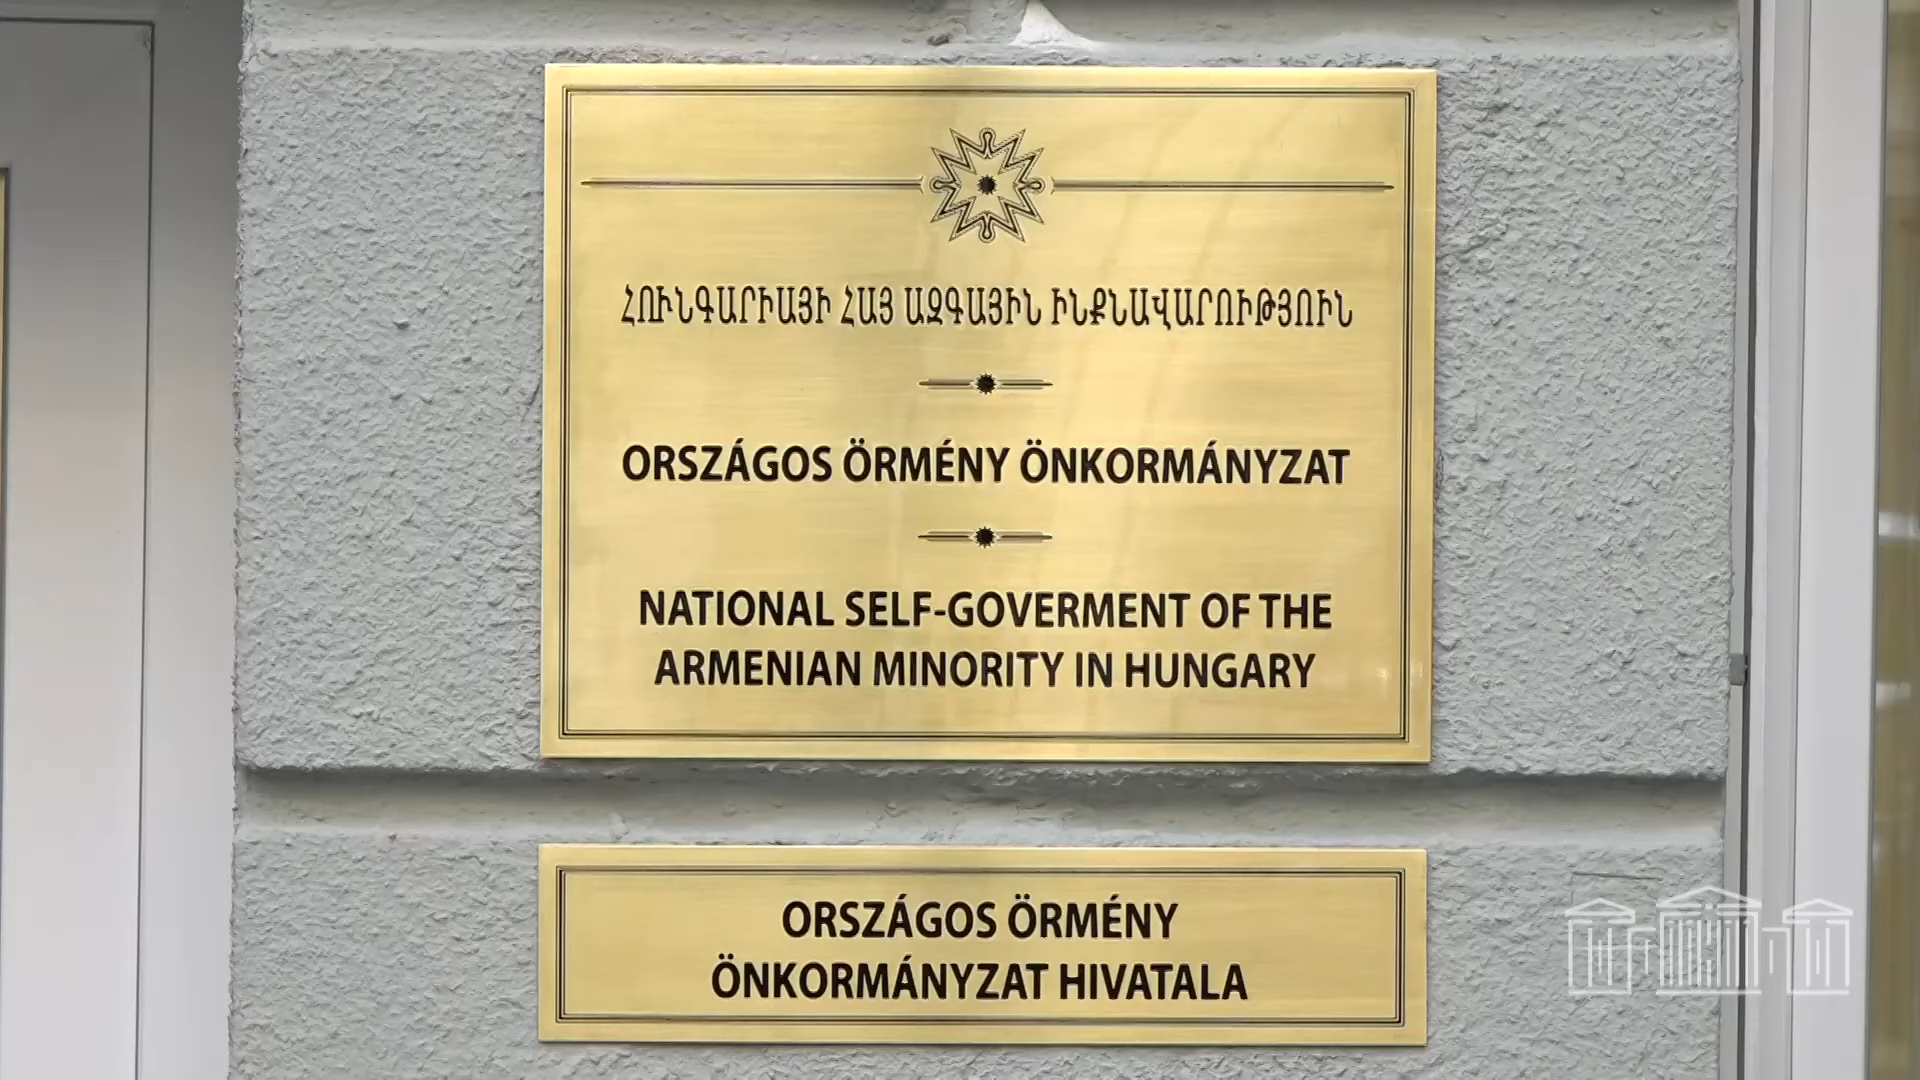 ՀՈՒՆԳԱՐԻԱՅԻ ՀԱՅ ԱԶԳԱՅԻՆ ԻՆՔՆԱՎԱՐՈՒԹՅՈՒՆ
ORSZÁGOS ÖRMÉNY ÖNKORMÁNYZAT
NATIONAL SELF-GOVERMENT OF THE
ARMENIAN MINORITY IN HUNGARY
ORSZÁGOS ÖRMÉNY
ÖNKORMÁNYZAT HIVATALA